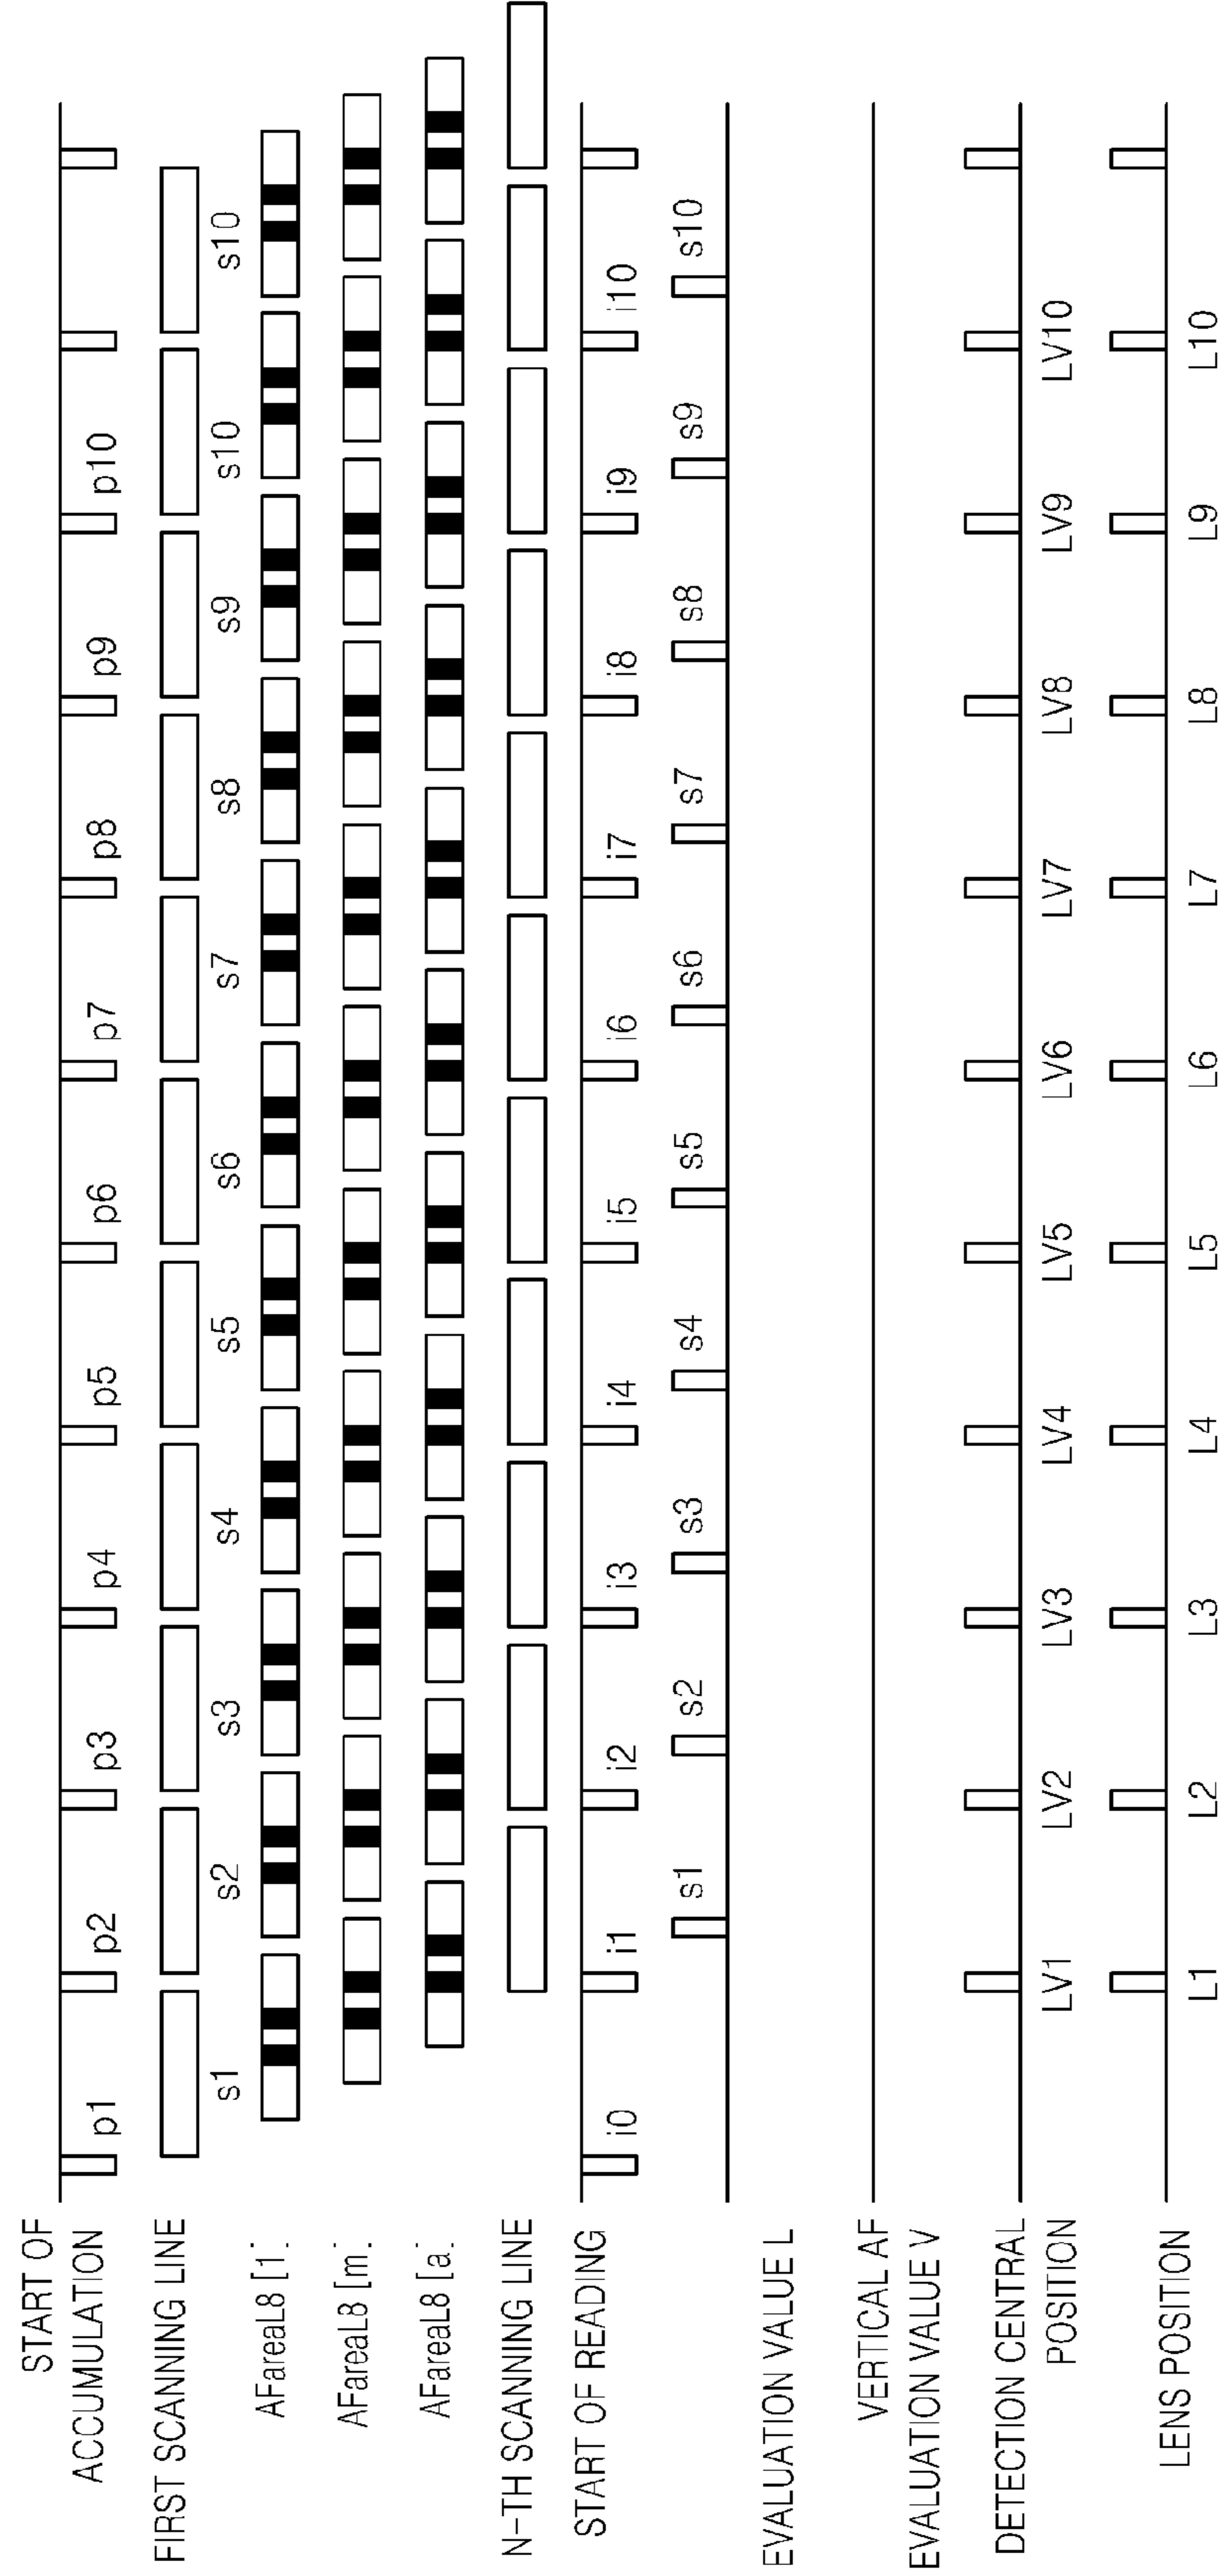 START OF
ACCUMULATION
p1 p2 p3 p4 p5 p6 p7 p8 p9 p10
FIRST SCANNING LINE
s1 s2 s3 s4 s5 s6 s7 s8 s9 s10 s10
AFareaL8 [1.
AFareaL8 [m.
AFareaL8 [a.
N-TH SCANNING LINE
START OF READING
i0 i1 i2 i3 i4 i5 i6 i7 i8 i9 i10
s1 s2 s3 s4 s5 s6 s7 s8 s9 s10
EVALUATION VALUE L
VERTICAL AF
EVALUATION VALUE V
DETECTION CENTRAL
POSITION
LV1 LV2 LV3 LV4 LV5 LV6 LV7 LV8 LV9 LV10
LENS POSITION
L1 L2 L3 L4 L5 L6 L7 L8 L9 L10